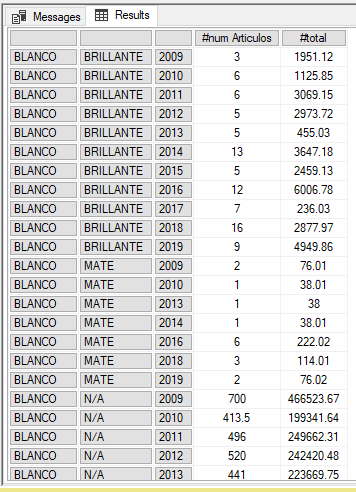 Messages Results
#num Articulos #total
BLANCO BRILLANTE 2009 3 1951.12
BLANCO BRILLANTE 2010 6 1125.85
BLANCO BRILLANTE 2011 6 3069.15
BLANCO BRILLANTE 2012 5 2973.72
BLANCO BRILLANTE 2013 5 455.03
BLANCO BRILLANTE 2014 13 3647.18
BLANCO BRILLANTE 2015 5 2459.13
BLANCO BRILLANTE 2016 12 6006.78
BLANCO BRILLANTE 2017 7 236.03
BLANCO BRILLANTE 2018 16 2877.97
BLANCO BRILLANTE 2019 9 4949.86
BLANCO MATE 2009 2 76.01
BLANCO MATE 2010 1 38.01
BLANCO MATE 2013 1 38
BLANCO MATE 2014 1 38.01
BLANCO MATE 2016 6 222.02
BLANCO MATE 2018 3 114.01
BLANCO MATE 2019 2 76.02
BLANCO N/A 2009 700 466523.67
BLANCO N/A 2010 413.5 199341.64
BLANCO N/A 2011 496 249662.31
BLANCO N/A 2012 520 242420.48
BLANCO N/A 2013 441 223669.75